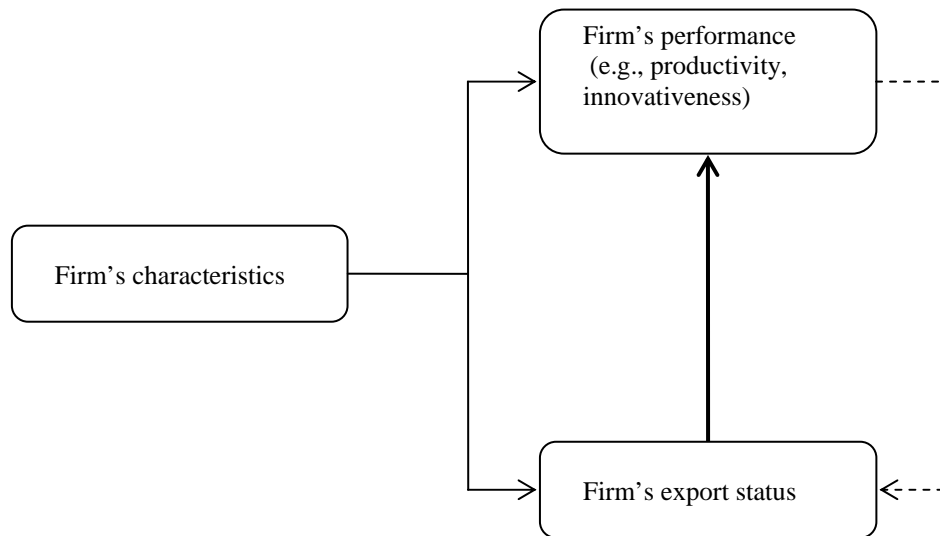 Firm’s performance
(e.g., productivity,
innovativeness)
Firm’s characteristics
Firm’s export status